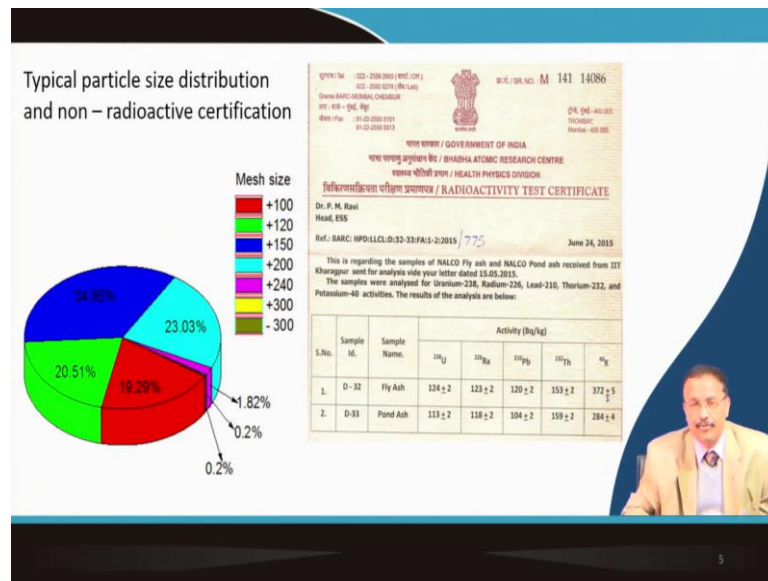 Typical particle size distribution
and non – radioactive certification
Mesh size
+100
+120
+150
+200
+240
+300
- 300
34.95%
23.03%
20.51%
19.29%
1.82%
0.2%
0.2%
M 141 14086
भारत सरकार / GOVERNMENT OF INDIA
भाभा परमाणु अनुसंधान केंद्र / BHABHA ATOMIC RESEARCH CENTRE
स्वास्थ्य भौतिकी प्रभाग / HEALTH PHYSICS DIVISION
विकिरणसक्रियता परीक्षण प्रमाणपत्र / RADIOACTIVITY TEST CERTIFICATE
Dr. P. M. Ravi
Head, ESS
Ref.: BARC: HPD:LLCL:D:32-33:FA:1-2:2015/775 June 24, 2015
This is regarding the samples of NALCO Fly ash and NALCO Pond ash received from IIT
Kharagpur sent for analysis vide your letter dated 15.05.2015.
The samples were analysed for Uranium-238, Radium-226, Lead-210, Thorium-232, and
Potassium-40 activities. The results of the analysis are below:
S.No. Sample Id. Sample Name. Activity (Bq/kg)
²³⁸U ²²⁶Ra ²¹⁰Pb ²³²Th ⁴⁰K
1. D - 32 Fly Ash 124 ± 2 123 ± 2 120 ± 2 153 ± 2 372 ± 5
2. D-33 Pond Ash 113 ± 2 118 ± 2 104 ± 2 159 ± 2 284 ± 4
5